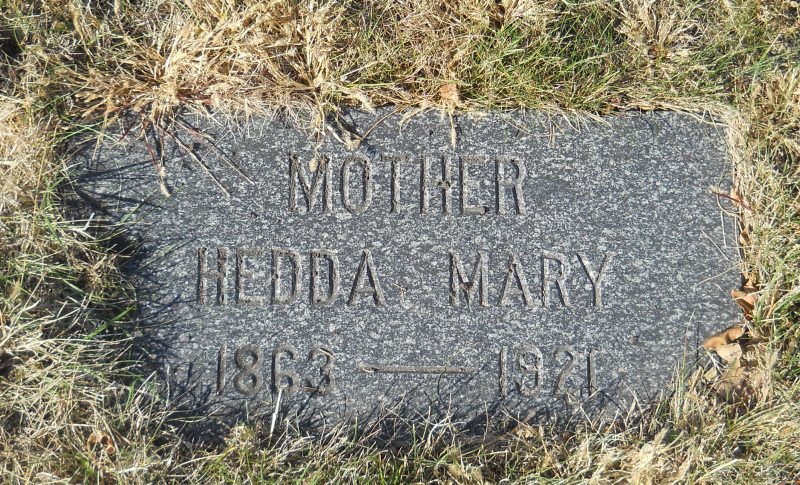 MOTHER
HEDDA MARY
1863 — 1921